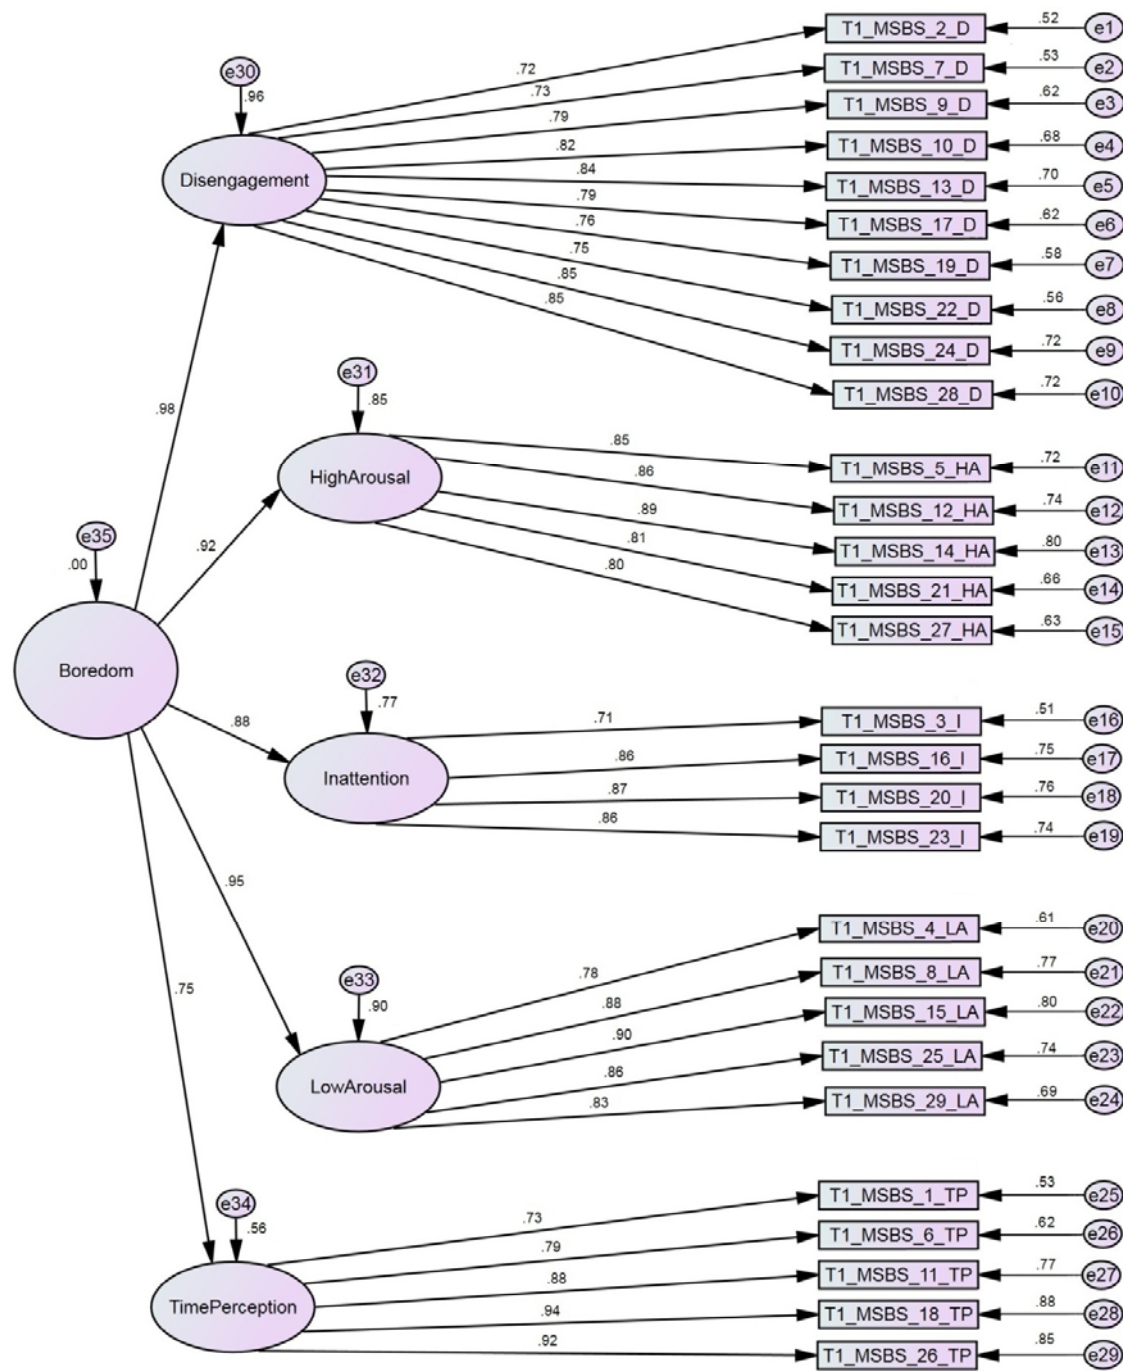 T1_MSBS_2_D .52 e1
e30 .72 T1_MSBS_7_D .53 e2
.96 .73 T1_MSBS_9_D .62 e3
.79
.82 T1_MSBS_10_D .68 e4
Disengagement .84 T1_MSBS_13_D .70 e5
.79 T1_MSBS_17_D .62 e6
.76 T1_MSBS_19_D .58 e7
.75 T1_MSBS_22_D .56 e8
.85 T1_MSBS_24_D .72 e9
.85 T1_MSBS_28_D .72 e10
e31
.85
.98
.85 T1_MSBS_5_HA .72 e11
HighArousal .86 T1_MSBS_12_HA .74 e12
.89 T1_MSBS_14_HA .80 e13
e35 .92 .81 T1_MSBS_21_HA .66 e14
.00 .80 T1_MSBS_27_HA .63 e15
Boredom
e32
.77
.88 .71 T1_MSBS_3_I .51 e16
.86 T1_MSBS_16_I .75 e17
Inattention .87 T1_MSBS_20_I .76 e18
.86 T1_MSBS_23_I .74 e19
.95
T1_MSBS_4_LA .61 e20
.75 e33 .78 T1_MSBS_8_LA .77 e21
.90 .88 T1_MSBS_15_LA .80 e22
.90
LowArousal .86 T1_MSBS_25_LA .74 e23
.83 T1_MSBS_29_LA .69 e24
e34 T1_MSBS_1_TP .53 e25
.56 .73 T1_MSBS_6_TP .62 e26
.79
.88 T1_MSBS_11_TP .77 e27
TimePerception .94 T1_MSBS_18_TP .88 e28
.92 T1_MSBS_26_TP .85 e29